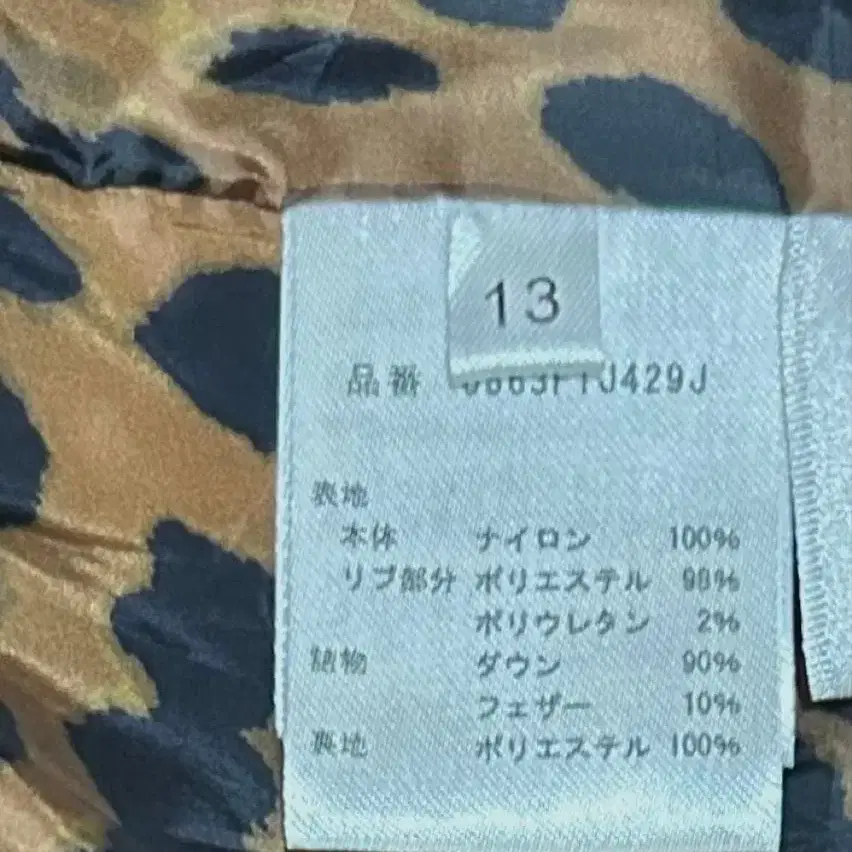 13
品番
表地
本体 ナイロン 100%
リブ部分 ポリエステル 98%
ポリウレタン 2%
詰物 ダウン 90%
フェザー 10%
裏地 ポリエステル 100%